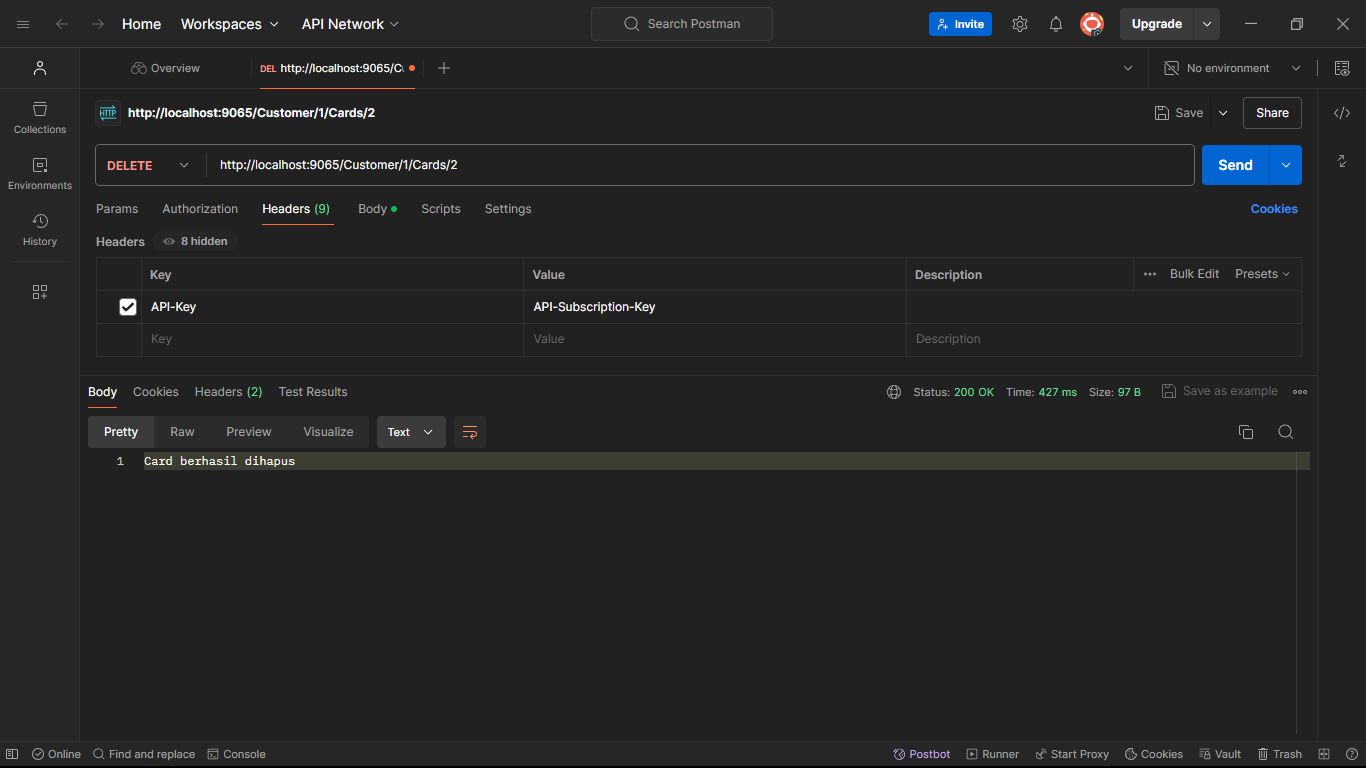 Home Workspaces API Network Search Postman Invite Upgrade
Overview DEL http://localhost:9065/Cu No environment
http://localhost:9065/Customer/1/Cards/2 Save Share
Collections
DELETE http://localhost:9065/Customer/1/Cards/2 Send
Environments
Params Authorization Headers (9) Body Scripts Settings Cookies
History
Headers 8 hidden
Key Value Description Bulk Edit Presets
API-Key API-Subscription-Key
Key Value Description
Body Cookies Headers (2) Test Results Status: 200 OK Time: 427 ms Size: 97 B Save as example
Pretty Raw Preview Visualize Text
1 Card berhasil dihapus
Online Find and replace Console Postbot Runner Start Proxy Cookies Vault Trash